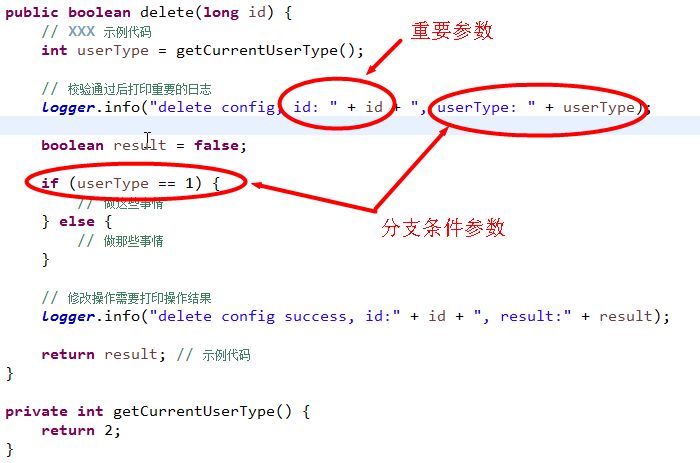 public boolean delete(long id) {
// XXX 示例代码
int userType = getCurrentUserType();
重要参数
// 校验通过后打印重要的日志
logger.info("delete config, id: " + id + ", userType: " + userType);
boolean result = false;
if (userType == 1) {
// 做这些事情
} else {
分支条件参数
// 做那些事情
}
// 修改操作需要打印操作结果
logger.info("delete config success, id:" + id + ", result:" + result);
return result; // 示例代码
}
private int getCurrentUserType() {
return 2;
}